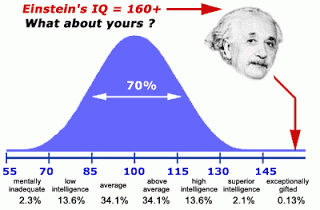 Einstein's IQ = 160+
What about yours ?
70%
55 70 85 100 115 130 145
mentally inadequate low intelligence average above average high intelligence superior intelligence exceptionally gifted
2.3% 13.6% 34.1% 34.1% 13.6% 2.1% 0.13%